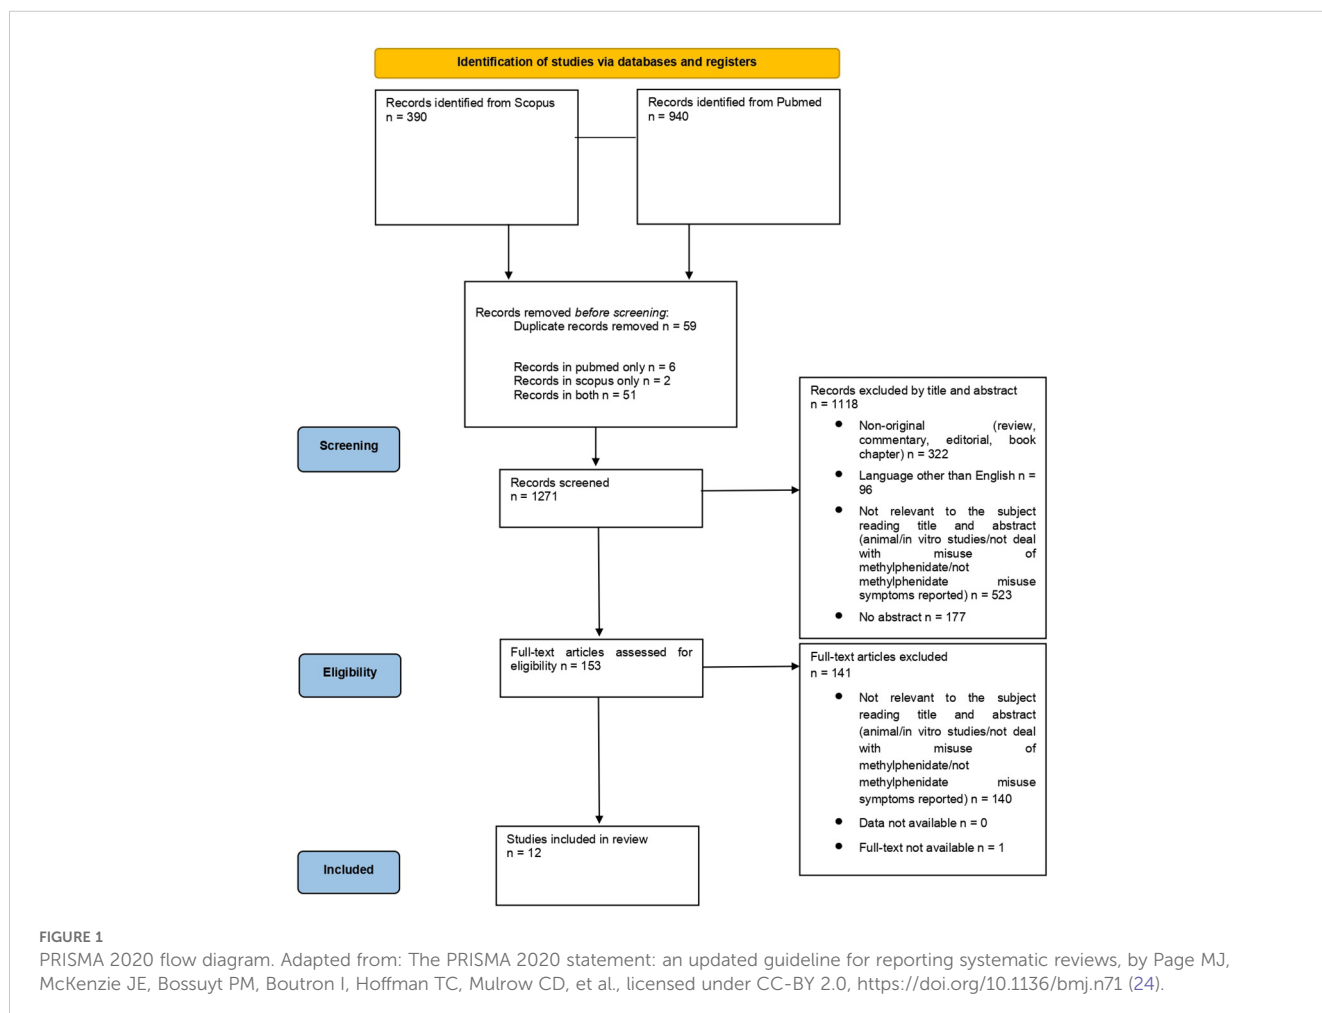 Identification of studies via databases and registers
Records identified from Scopus
n = 390
Records identified from Pubmed
n = 940
Records removed before screening:
Duplicate records removed n = 59
Records in pubmed only n = 6
Records in scopus only n = 2
Records in both n = 51
Screening
Records screened
n = 1271
Records excluded by title and abstract
n = 1118
● Non-original (review,
commentary, editorial, book
chapter) n = 322
● Language other than English n =
96
● Not relevant to the subject
reading title and abstract
(animal/in vitro studies/not deal
with misuse of
methylphenidate/not
methylphenidate misuse
symptoms reported) n = 523
● No abstract n = 177
Eligibility
Full-text articles assessed for
eligibility n = 153
Full-text articles excluded
n = 141
● Not relevant to the subject
reading title and abstract
(animal/in vitro studies/not deal
with misuse of
methylphenidate/not
methylphenidate misuse
symptoms reported) n = 140
● Data not available n = 0
● Full-text not available n = 1
Included
Studies included in review
n = 12
FIGURE 1
PRISMA 2020 flow diagram. Adapted from: The PRISMA 2020 statement: an updated guideline for reporting systematic reviews, by Page MJ,
McKenzie JE, Bossuyt PM, Boutron I, Hoffman TC, Mulrow CD, et al., licensed under CC-BY 2.0, https://doi.org/10.1136/bmj.n71 (24).